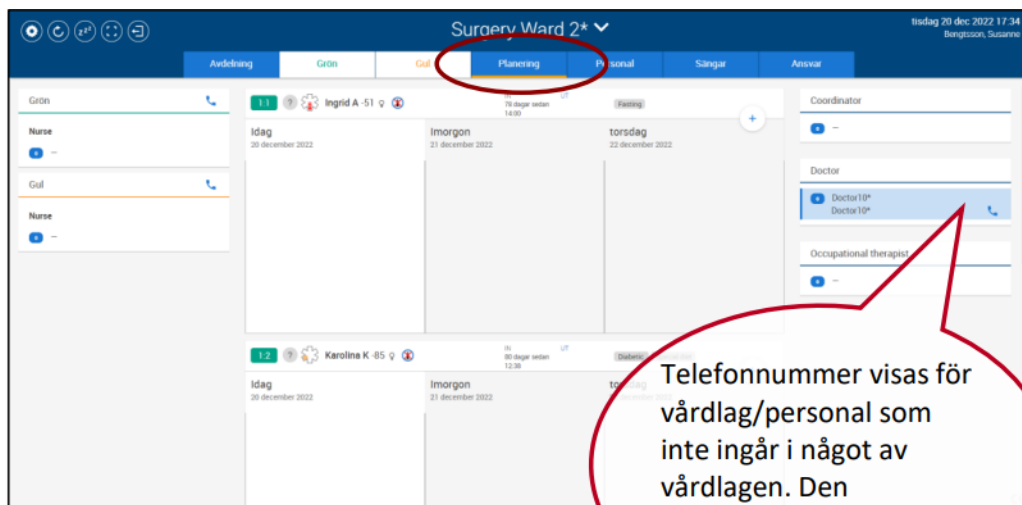 Surgery Ward 2*
tisdag 20 dec 2022 17:34
Bengtsson, Susanne
Avdelning Grön Gul Planering Personal Sängar Ansvar
Grön
Nurse
–
Gul
Nurse
–
1:1 ? Ingrid A -51 ♀
IN UT
78 dagar sedan
14:00
Fasting
+
Idag
20 december 2022
Imorgon
21 december 2022
torsdag
22 december 2022
1:2 ? Karolina K -85 ♀
IN UT
80 dagar sedan
12:38
Diabetic
Idag
20 december 2022
Imorgon
21 december 2022
Coordinator
–
Doctor
Doctor10*
Doctor10*
Occupational therapist
–
Telefonnummer visas för
vårdlag/personal som
inte ingår i något av
vårdlagen. Den